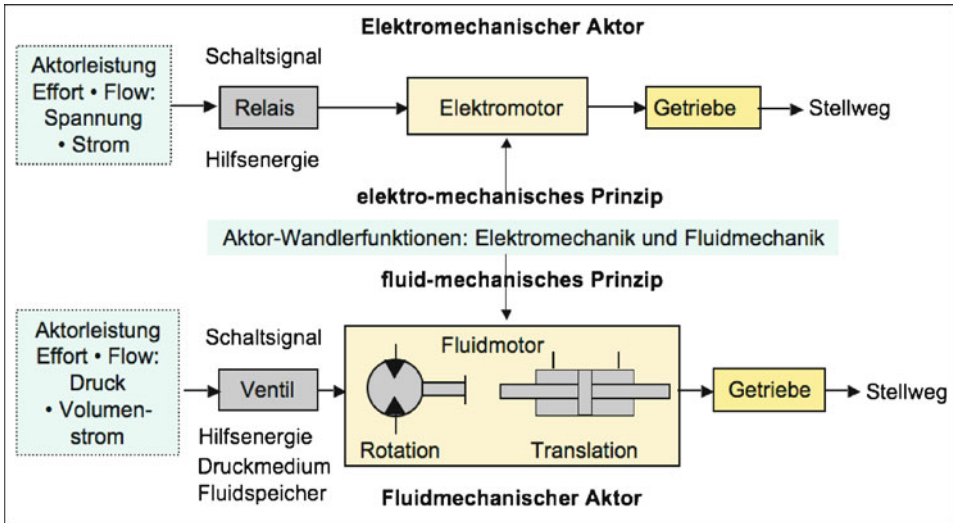 Elektromechanischer Aktor
Aktorleistung
Effort • Flow:
Spannung
• Strom
Schaltsignal
Relais
Hilfsenergie
Elektromotor
Getriebe
Stellweg
elektro-mechanisches Prinzip
Aktor-Wandlerfunktionen: Elektromechanik und Fluidmechanik
fluid-mechanisches Prinzip
Aktorleistung
Effort • Flow:
Druck
• Volumen-
strom
Schaltsignal
Ventil
Hilfsenergie
Druckmedium
Fluidspeicher
Fluidmotor
Rotation
Translation
Getriebe
Stellweg
Fluidmechanischer Aktor